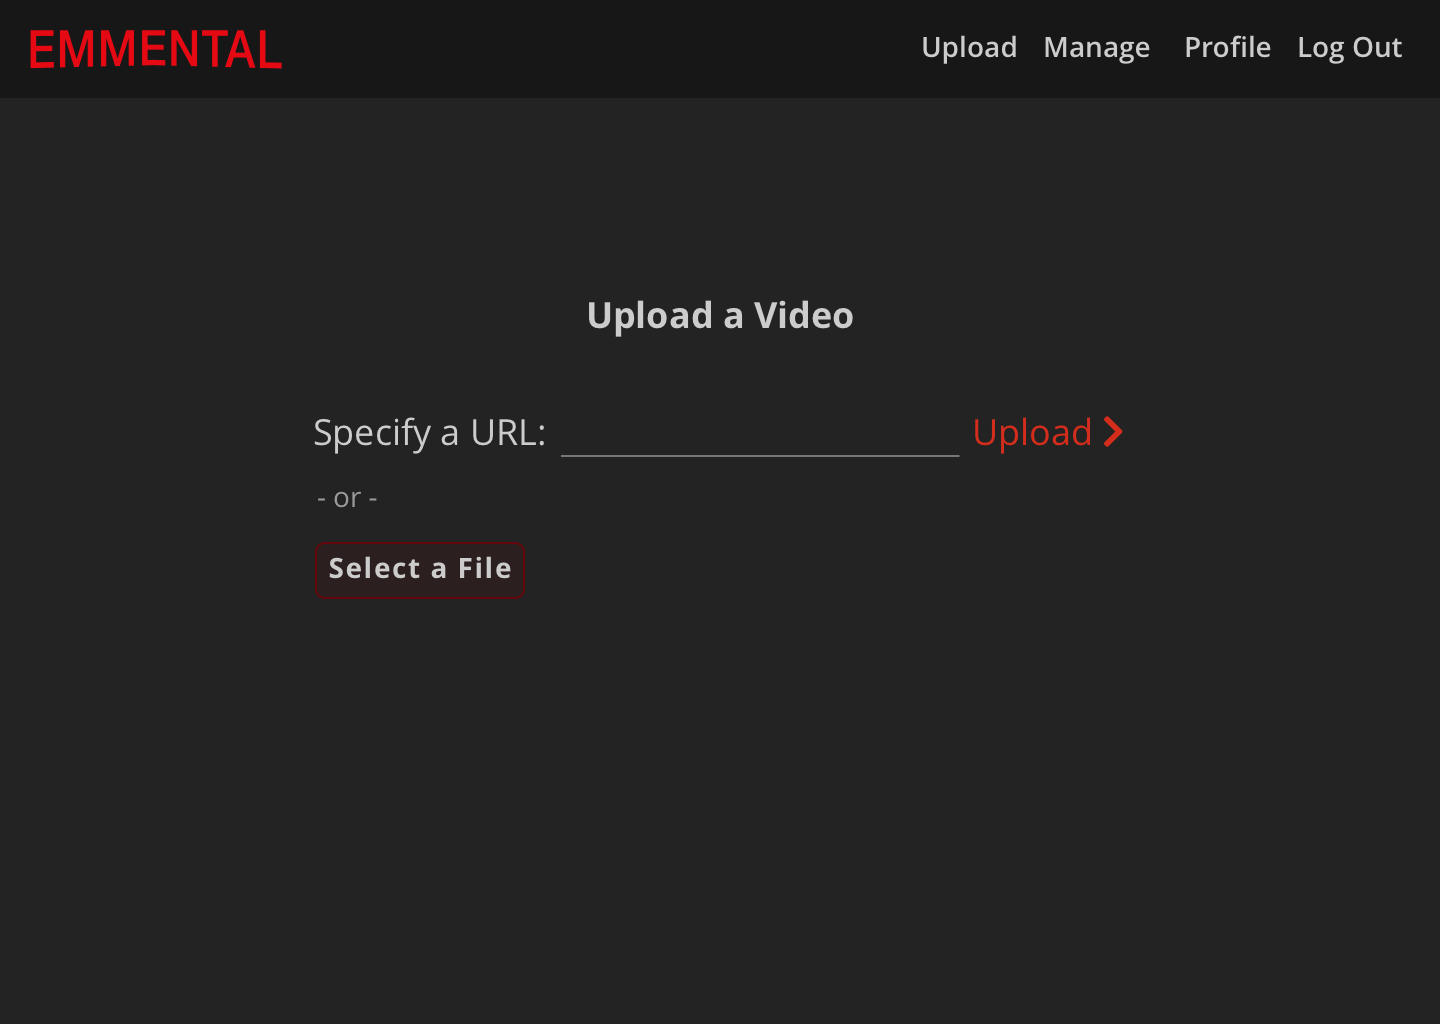 EMMENTAL Upload Manage Profile Log Out
Upload a Video
Specify a URL: Upload
- or -
Select a File